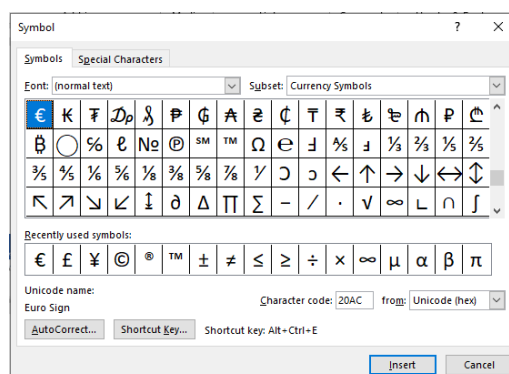 Symbol ? ×
Symbols Special Characters
Font: (normal text) Subset: Currency Symbols
€ ₭ ₮ ₯ ₰ ₱ ₲ ₳ ₴ ₵ ₸ ₹ ₺ ₻ ₼ ₽ ₾
₿ ⃝ ℅ ℓ № ℗ ℠ ™ Ω ℮ ⅎ ⅍ ⅎ ⅓ ⅔ ⅕ ⅖
⅗ ⅘ ⅙ ⅚ ⅛ ⅜ ⅝ ⅞ ⅟ Ↄ ↄ ← ↑ → ↓ ↔ ↕
↖ ↗ ↘ ↙ ↨ ∂ ∆ ∏ ∑ − ∕ ∙ √ ∞ ∟ ∩ ∫
Recently used symbols:
€ £ ¥ © ® ™ ± ≠ ≤ ≥ ÷ × ∞ µ α β π
Unicode name:
Euro Sign
Character code: 20AC from: Unicode (hex)
AutoCorrect... Shortcut Key... Shortcut key: Alt+Ctrl+E
Insert Cancel